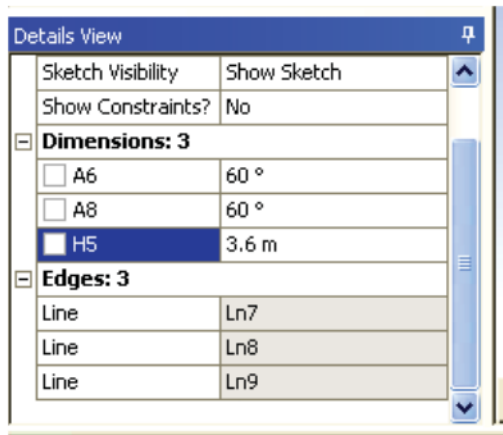 Details View
Sketch Visibility Show Sketch
Show Constraints? No
Dimensions: 3
A6 60 °
A8 60 °
H5 3.6 m
Edges: 3
Line Ln7
Line Ln8
Line Ln9